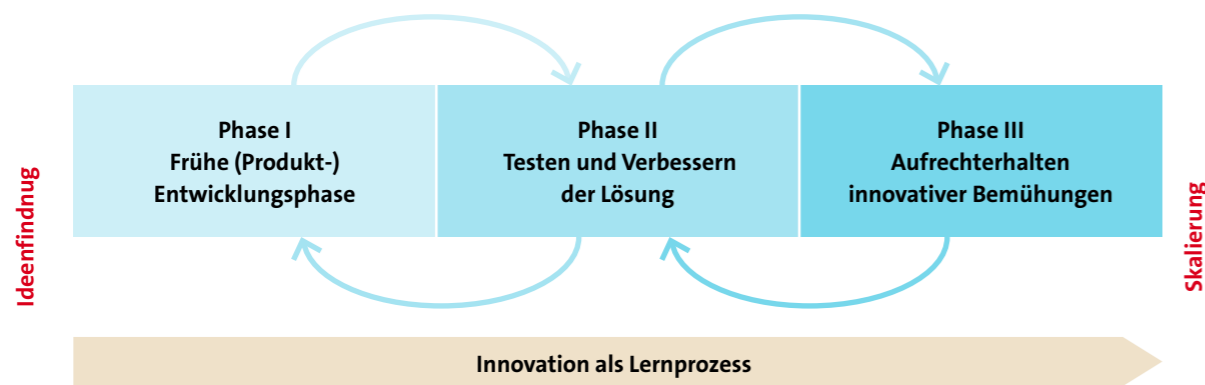 Ideenfindnug
Phase I
Frühe (Produkt-)
Entwicklungsphase
Phase II
Testen und Verbessern
der Lösung
Phase III
Aufrechterhalten
innovativer Bemühungen
Skalierung
Innovation als Lernprozess